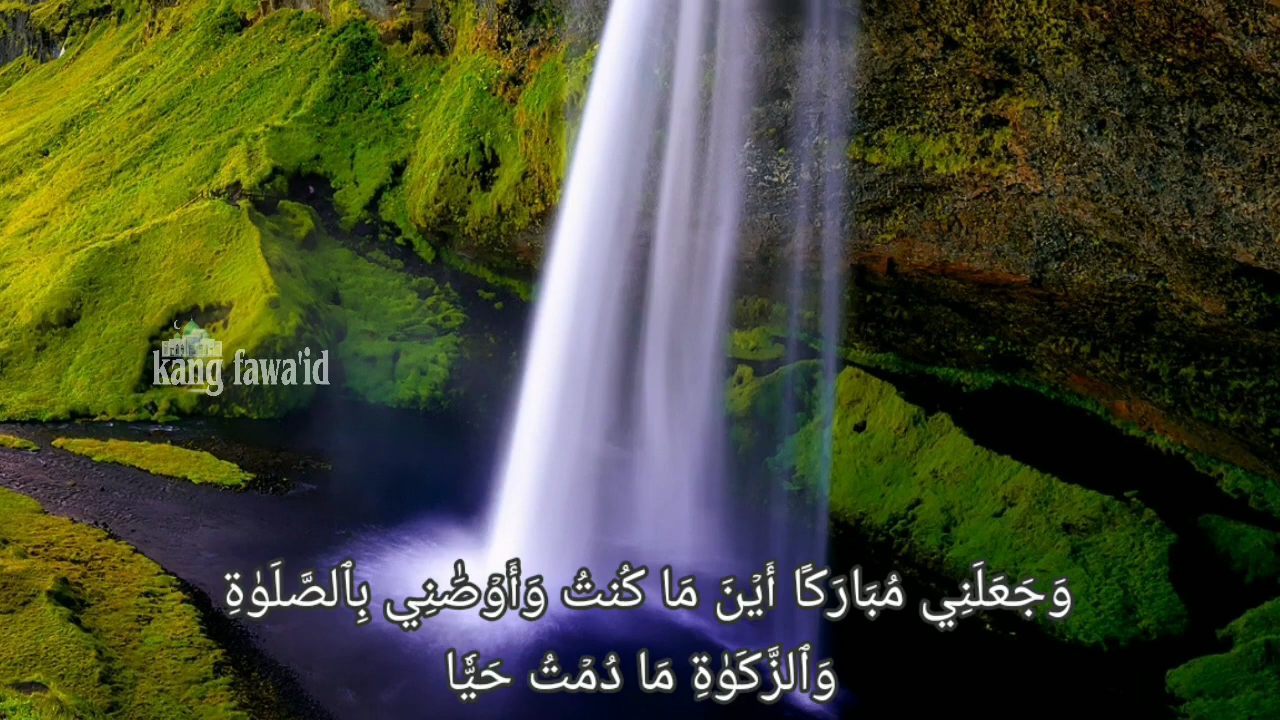 kang fawa'id
وَجَعَلَنِي مُبَارَكًا أَيۡنَ مَا كُنتُ وَأَوۡصَٰنِي بِٱلصَّلَوٰةِ
وَٱلزَّكَوٰةِ مَا دُمۡتُ حَيّٗا